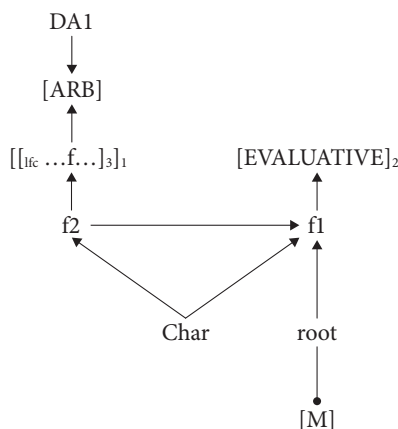 DA1
[ARB]
[[lfc …f…]3]1 [EVALUATIVE]2
f2 f1
Char root
[M]